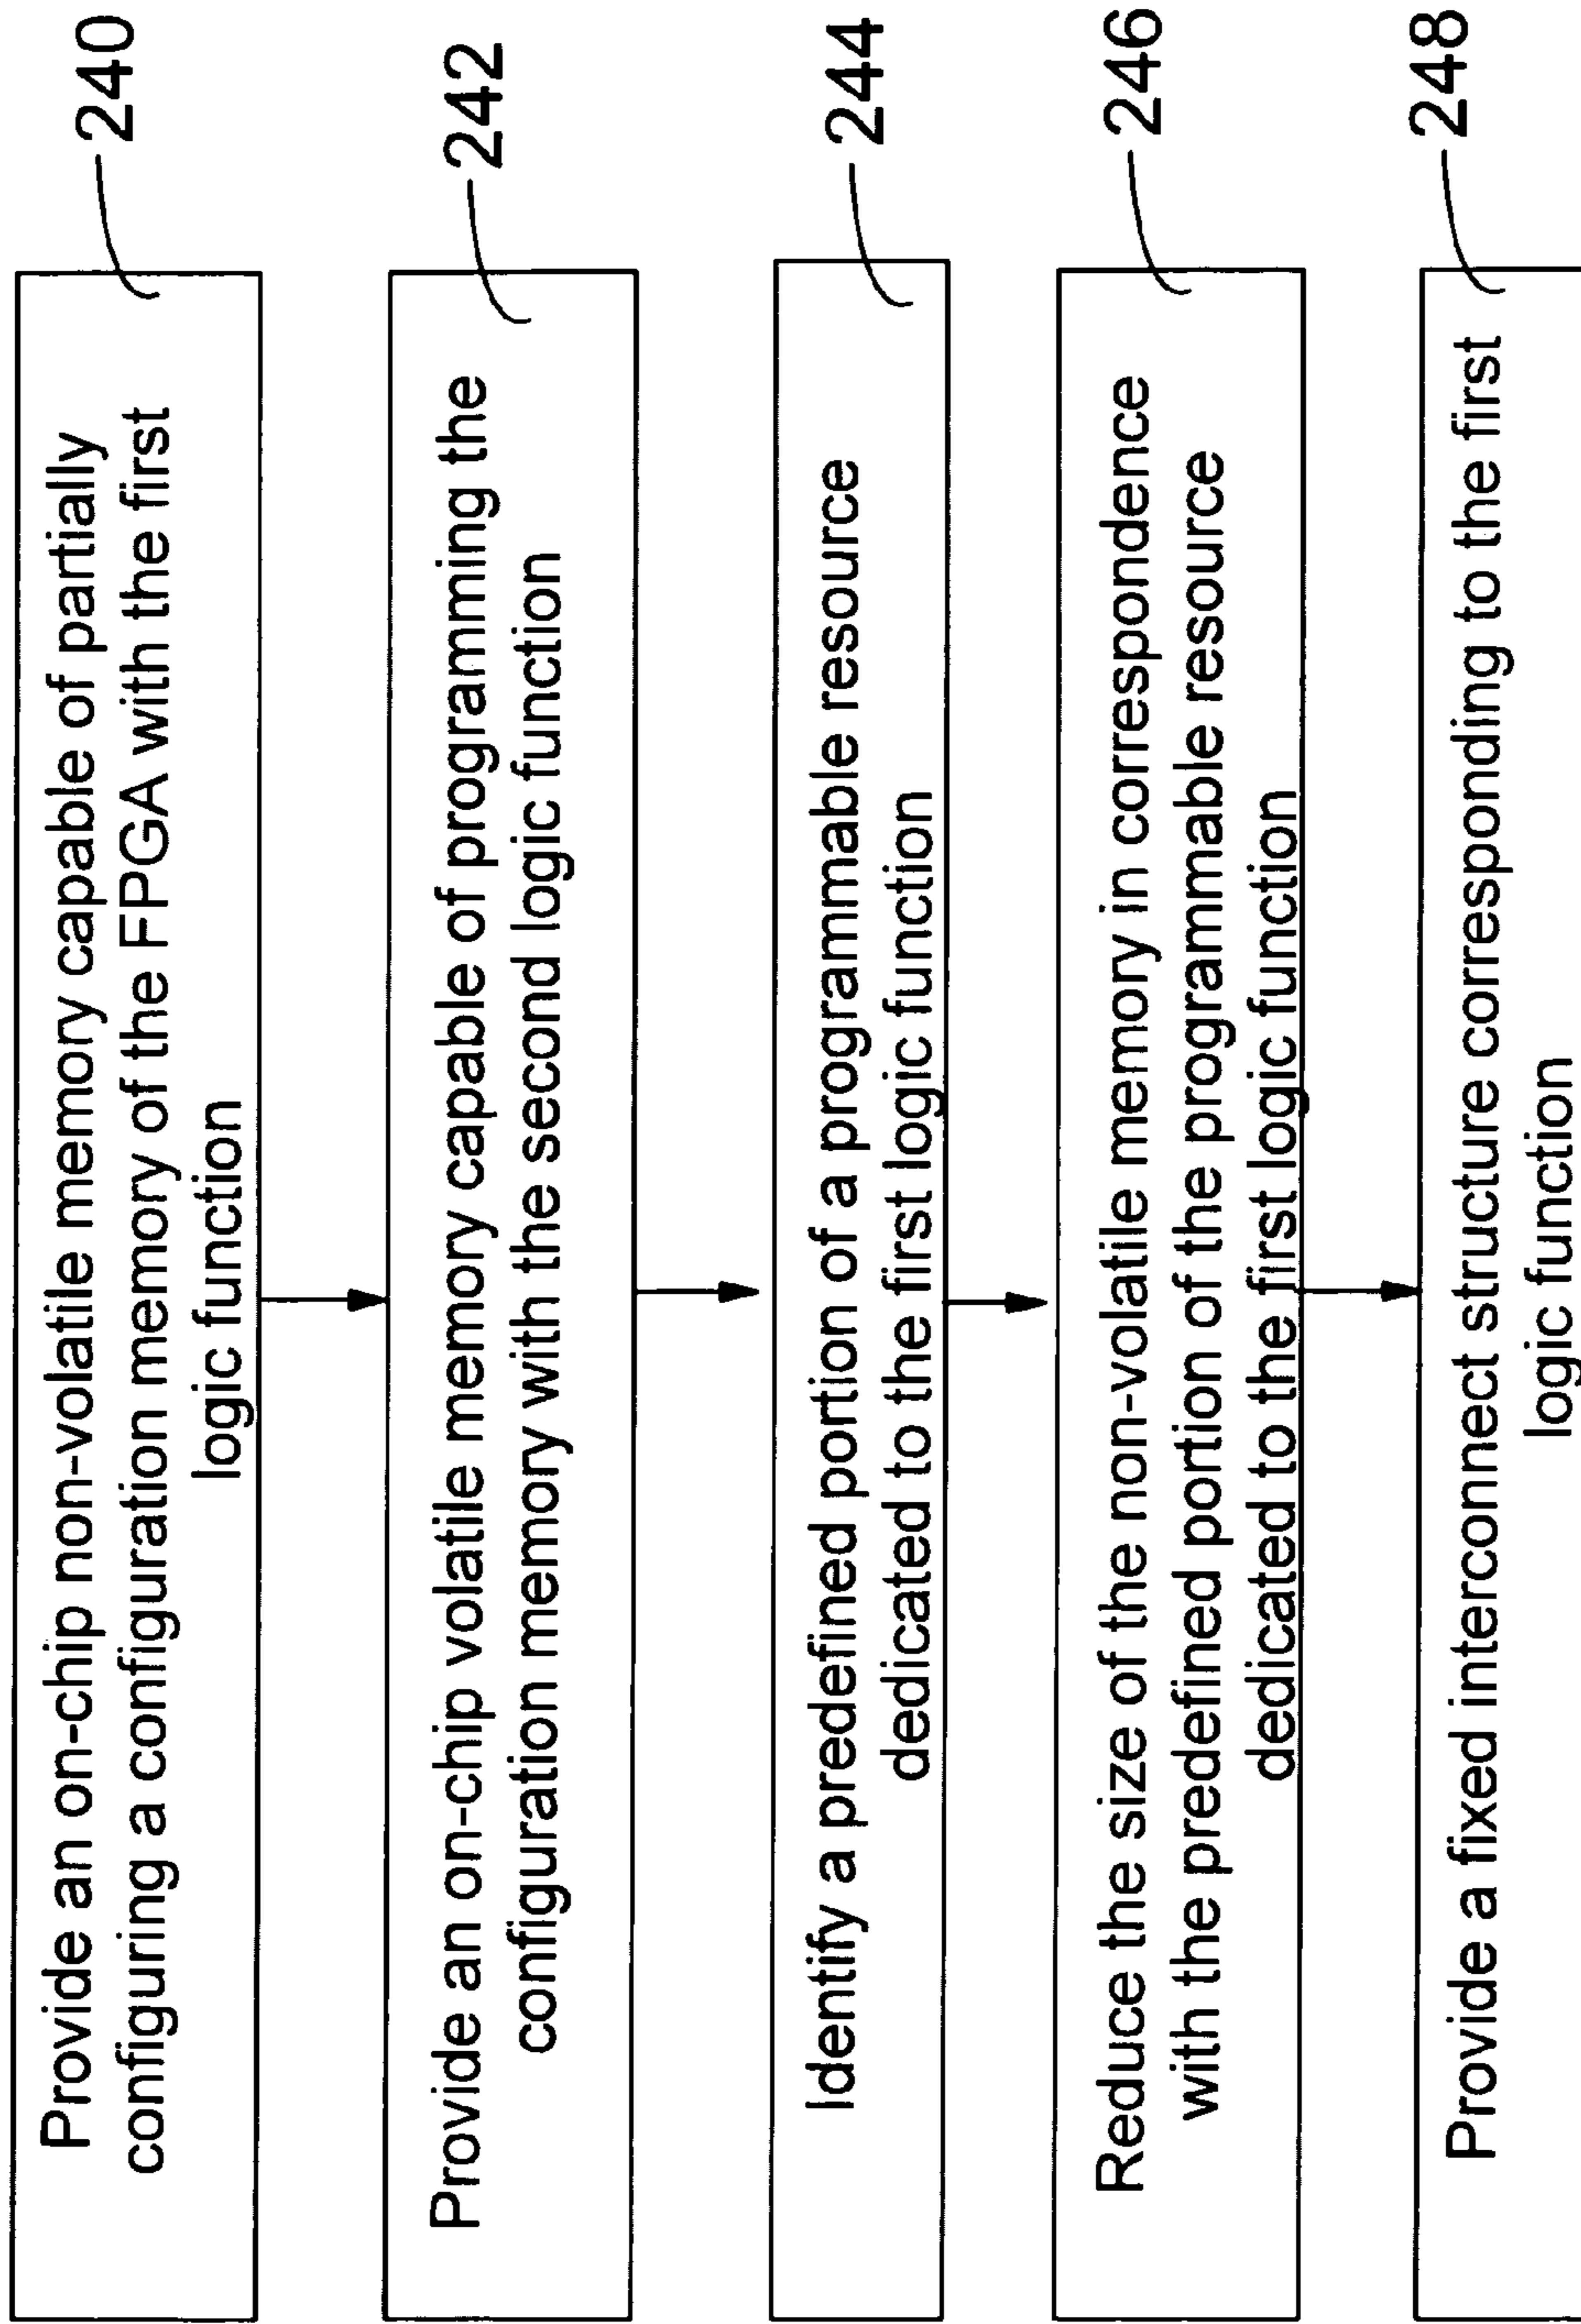 Provide an on-chip non-volatile memory capable of partially
configuring a configuration memory of the FPGA with the first
logic function
240
Provide an on-chip volatile memory capable of programming the
configuration memory with the second logic function
242
Identify a predefined portion of a programmable resource
dedicated to the first logic function
244
Reduce the size of the non-volatile memory in correspondence
with the predefined portion of the programmable resource
dedicated to the first logic function
246
Provide a fixed interconnect structure corresponding to the first
logic function
248